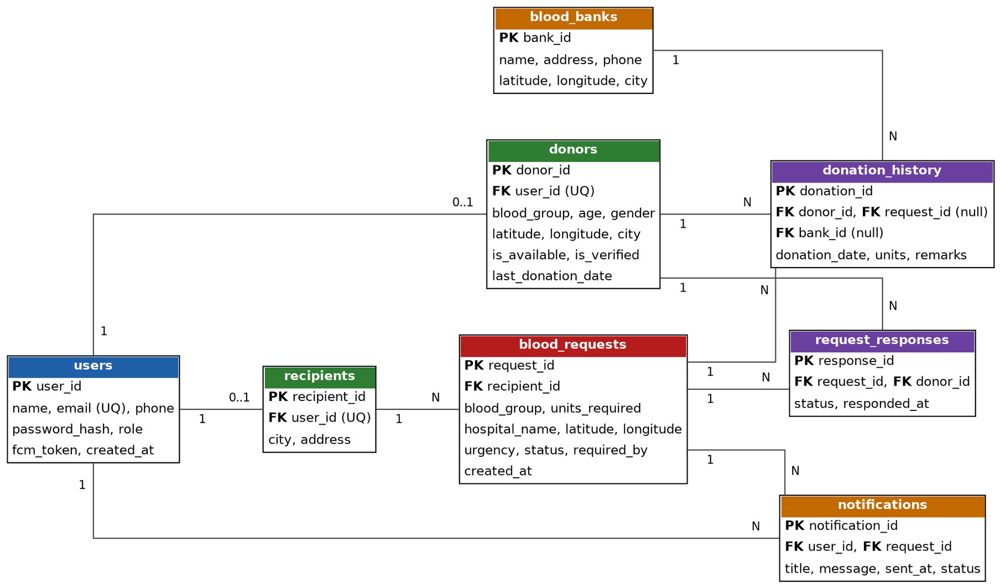 blood_banks
PK bank_id
name, address, phone
latitude, longitude, city
1
N
donors
PK donor_id
FK user_id (UQ)
blood_group, age, gender
latitude, longitude, city
is_available, is_verified
last_donation_date
0..1
1
N
1
N
donation_history
PK donation_id
FK donor_id, FK request_id (null)
FK bank_id (null)
donation_date, units, remarks
N
1
users
PK user_id
name, email (UQ), phone
password_hash, role
fcm_token, created_at
1
0..1
1
recipients
PK recipient_id
FK user_id (UQ)
city, address
N
1
blood_requests
PK request_id
FK recipient_id
blood_group, units_required
hospital_name, latitude, longitude
urgency, status, required_by
created_at
1
N
1
1
N
request_responses
PK response_id
FK request_id, FK donor_id
status, responded_at
1
N
notifications
PK notification_id
FK user_id, FK request_id
title, message, sent_at, status